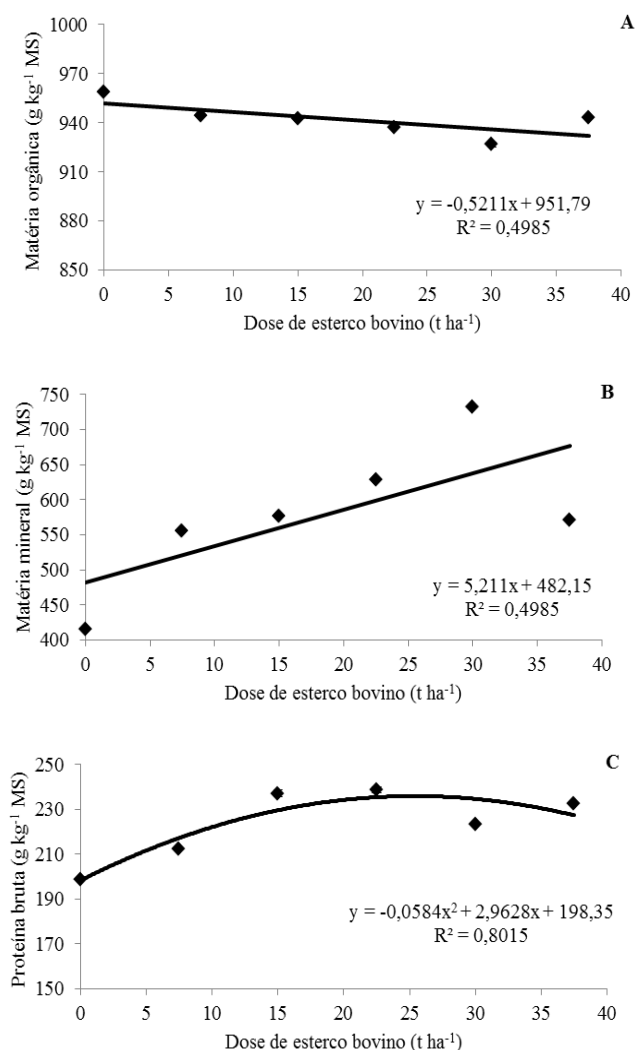 A
Matéria orgânica (g kg⁻¹ MS)
1000
970
940
910
880
850
y = -0,5211x + 951,79
R² = 0,4985
0 5 10 15 20 25 30 35 40
Dose de esterco bovino (t ha⁻¹)
B
Matéria mineral (g kg⁻¹ MS)
750
700
650
600
550
500
450
400
y = 5,211x + 482,15
R² = 0,4985
0 5 10 15 20 25 30 35 40
Dose de esterco bovino (t ha⁻¹)
C
Proteína bruta (g kg⁻¹ MS)
250
230
210
190
170
150
y = -0,0584x² + 2,9628x + 198,35
R² = 0,8015
0 5 10 15 20 25 30 35 40
Dose de esterco bovino (t ha⁻¹)